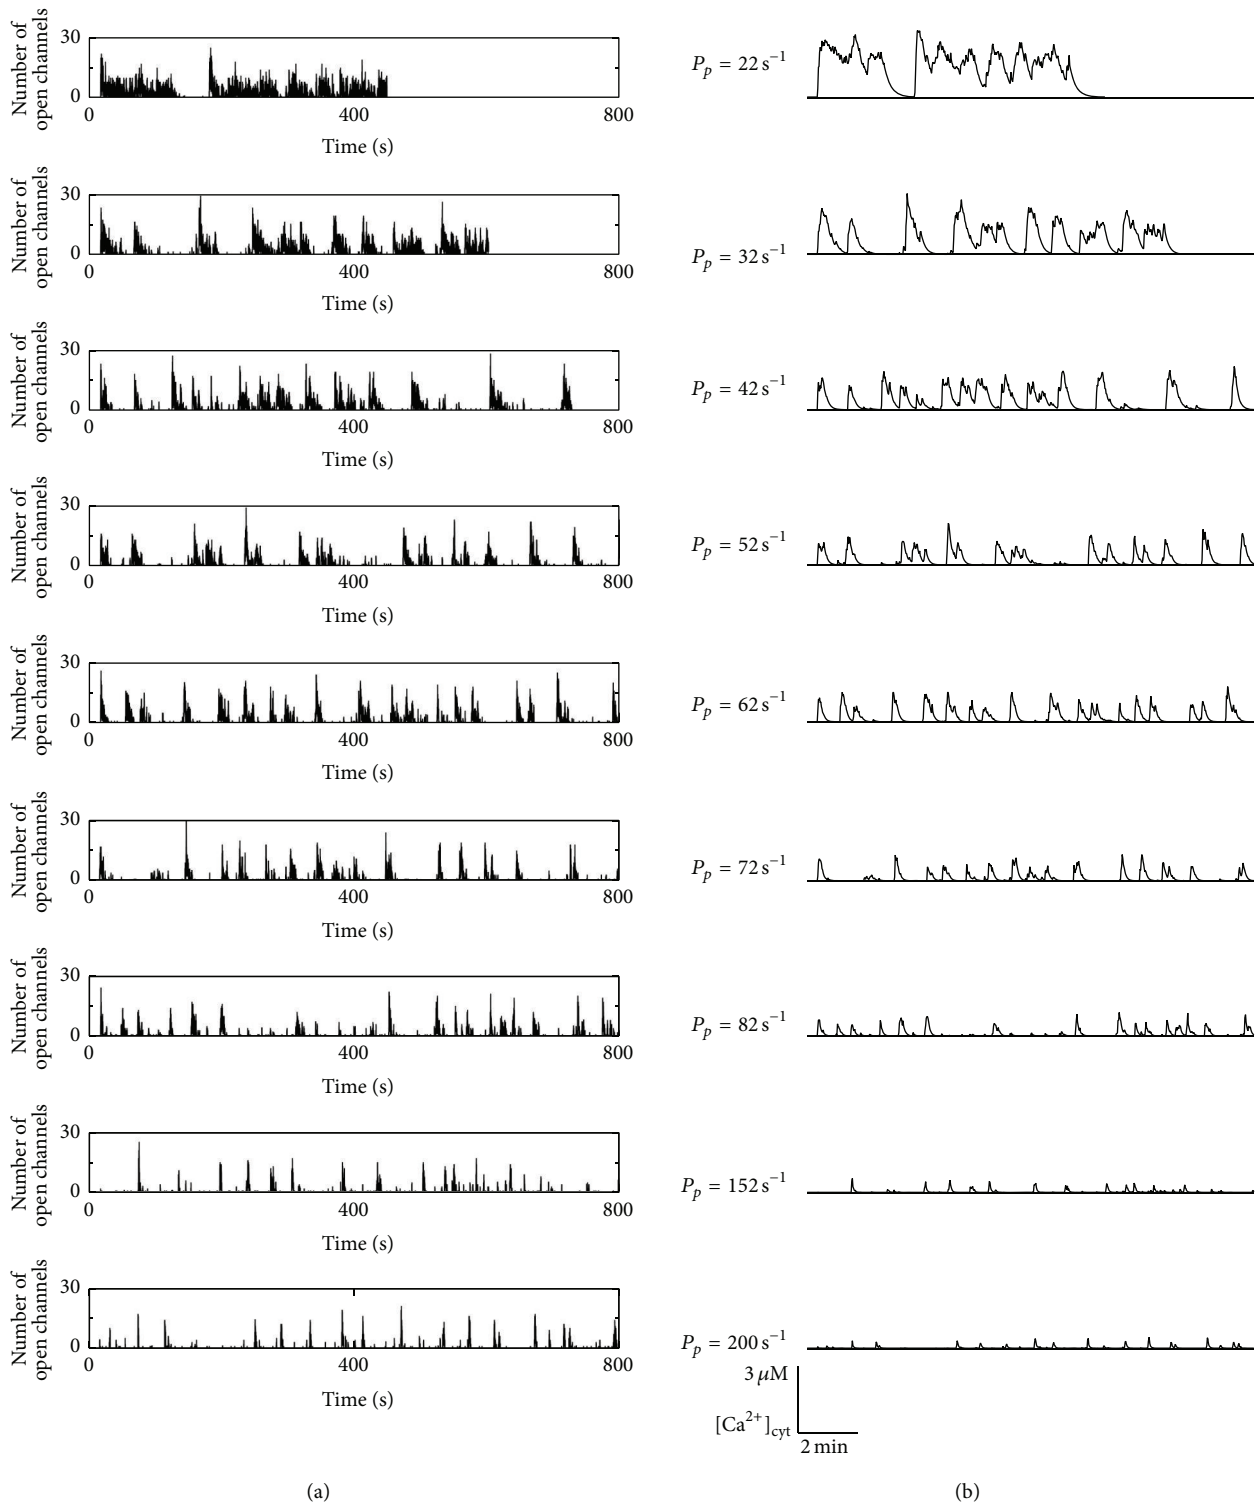 Number of
open channels
30
0
0
400
800
Time (s)
P_p = 22 s⁻¹
Number of
open channels
30
0
0
400
800
Time (s)
P_p = 32 s⁻¹
Number of
open channels
30
0
0
400
800
Time (s)
P_p = 42 s⁻¹
Number of
open channels
30
0
0
400
800
Time (s)
P_p = 52 s⁻¹
Number of
open channels
30
0
0
400
800
Time (s)
P_p = 62 s⁻¹
Number of
open channels
30
0
0
400
800
Time (s)
P_p = 72 s⁻¹
Number of
open channels
30
0
0
400
800
Time (s)
P_p = 82 s⁻¹
Number of
open channels
30
0
0
400
800
Time (s)
P_p = 152 s⁻¹
Number of
open channels
30
0
0
400
800
Time (s)
P_p = 200 s⁻¹
3 μM
[Ca²⁺]cyt
2 min
(a)
(b)